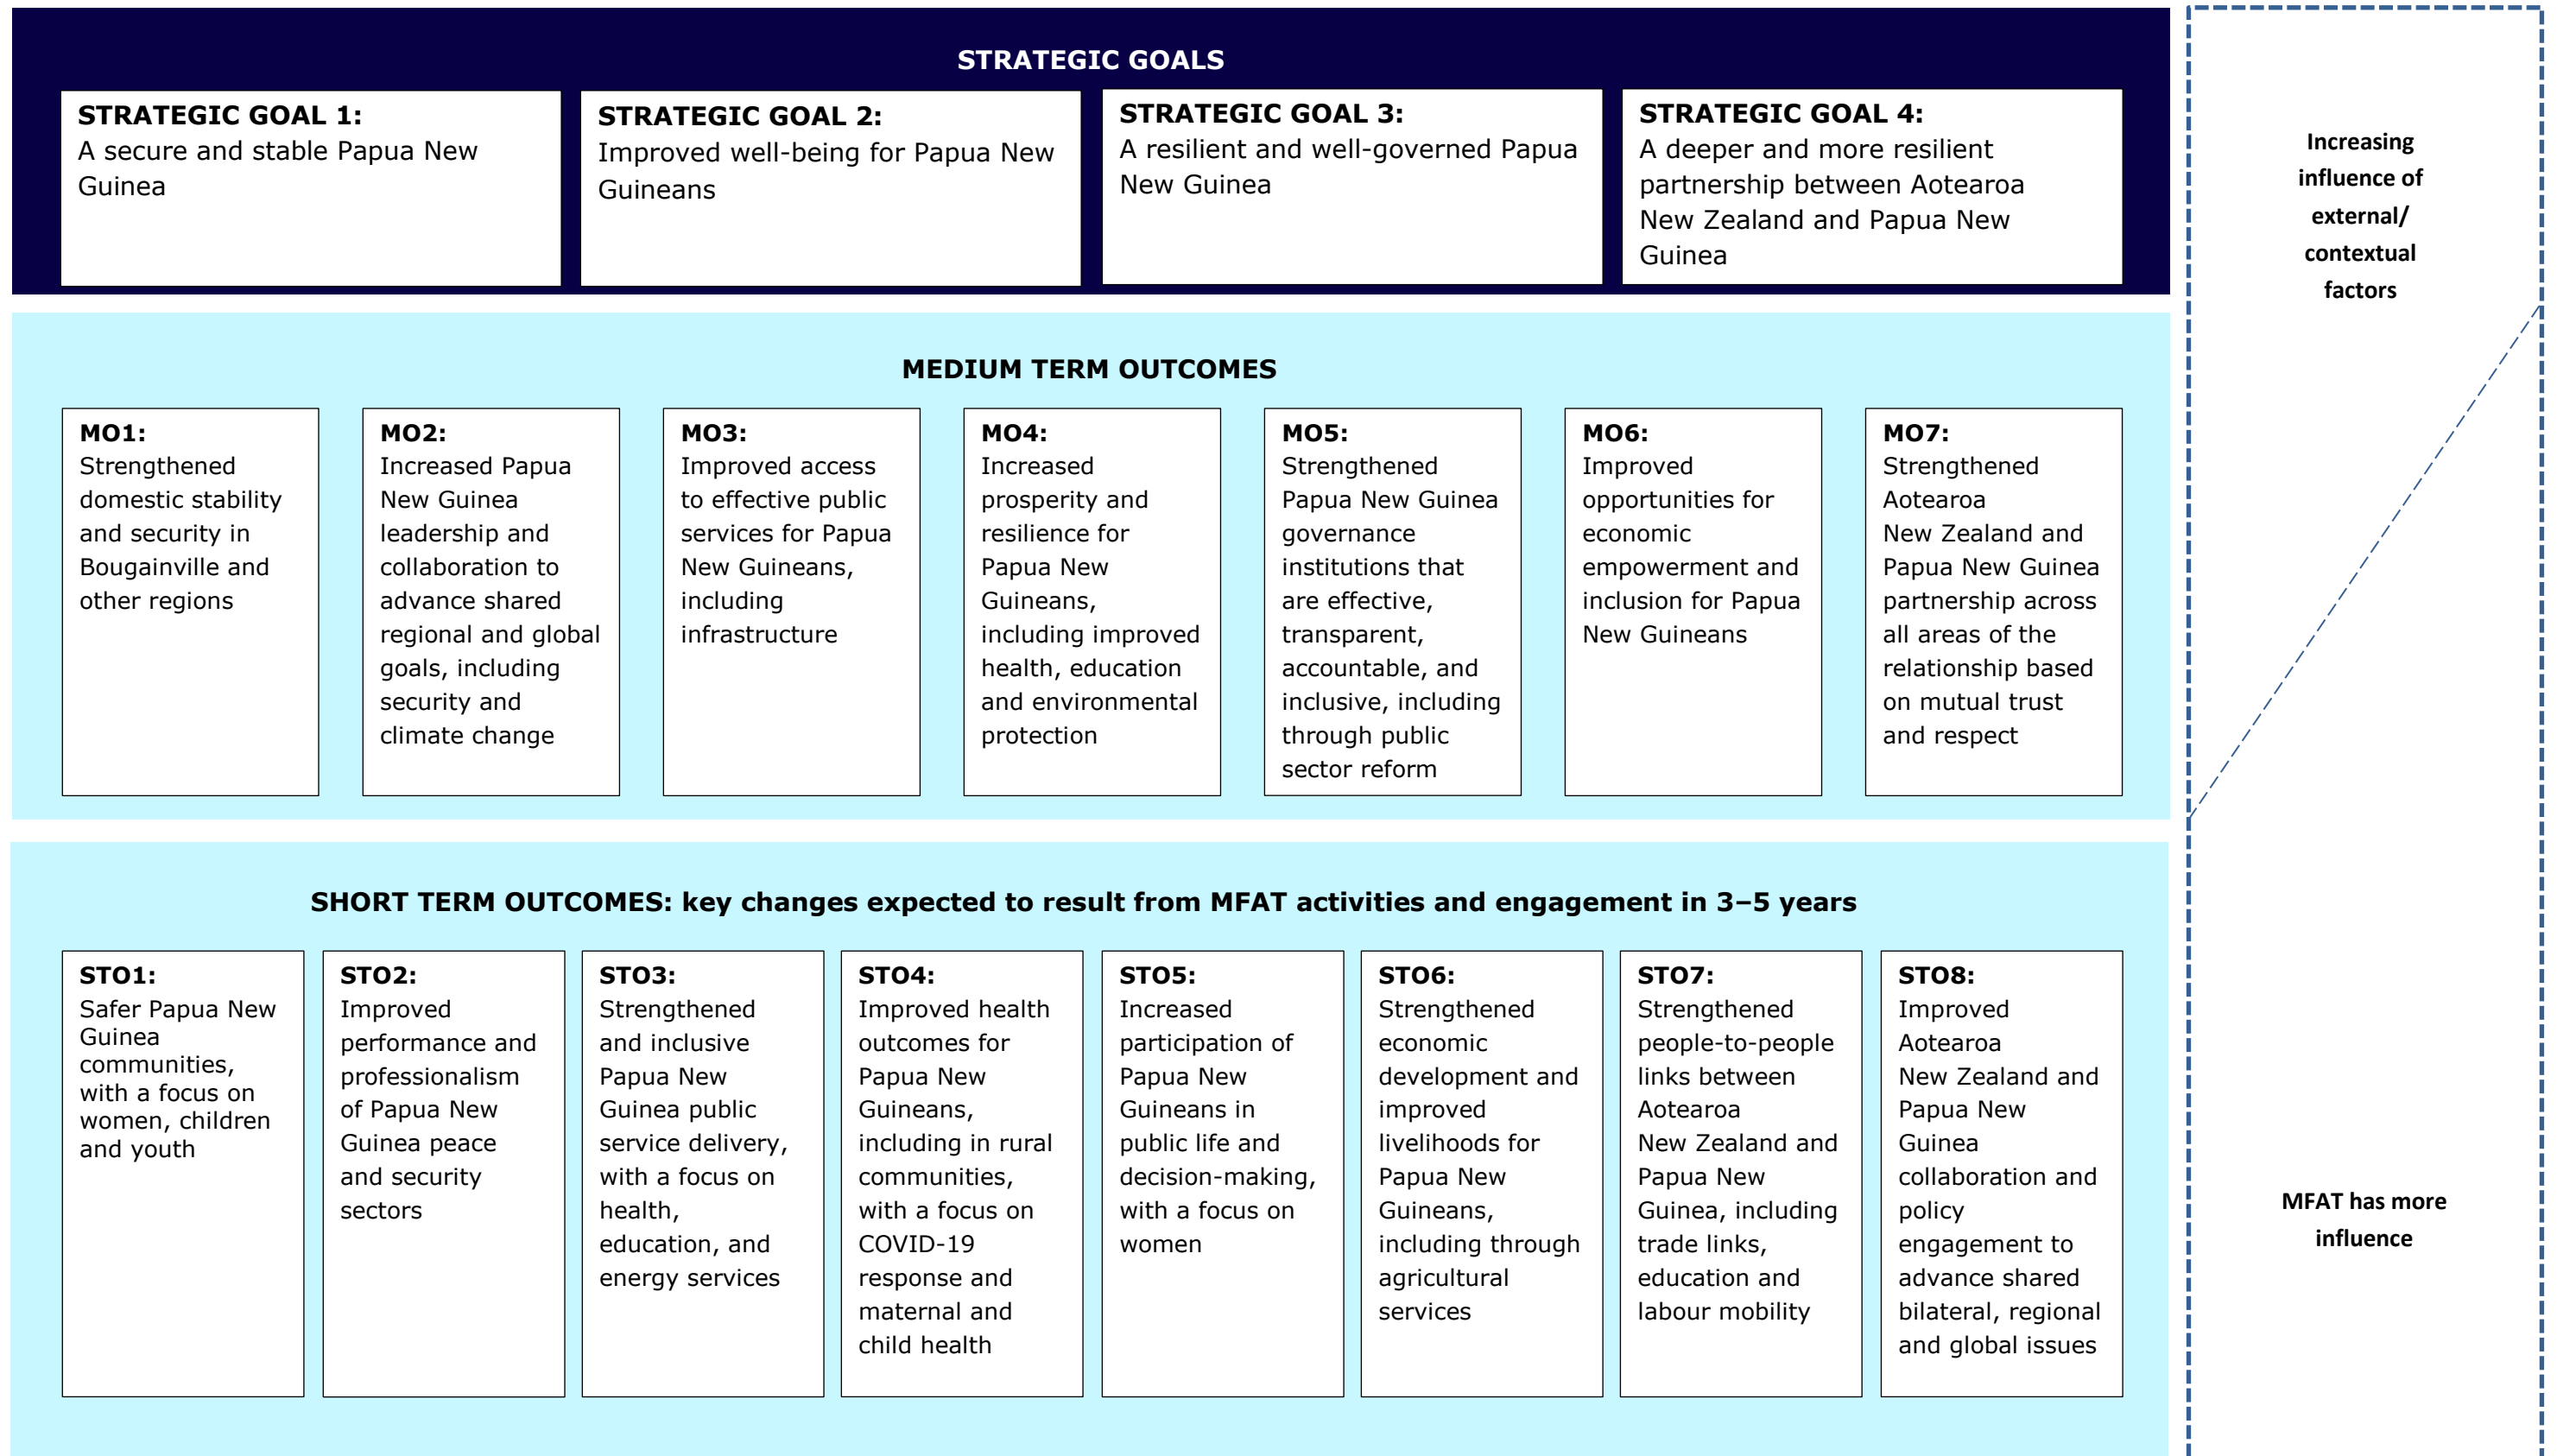 STRATEGIC GOALS
STRATEGIC GOAL 1:
A secure and stable Papua New
Guinea
STRATEGIC GOAL 2:
Improved well-being for Papua New
Guineans
STRATEGIC GOAL 3:
A resilient and well-governed Papua
New Guinea
STRATEGIC GOAL 4:
A deeper and more resilient
partnership between Aotearoa
New Zealand and Papua New
Guinea
Increasing
influence of
external/
contextual
factors
MEDIUM TERM OUTCOMES
MO1:
Strengthened
domestic stability
and security in
Bougainville and
other regions
MO2:
Increased Papua
New Guinea
leadership and
collaboration to
advance shared
regional and global
goals, including
security and
climate change
MO3:
Improved access
to effective public
services for Papua
New Guineans,
including
infrastructure
MO4:
Increased
prosperity and
resilience for
Papua New
Guineans,
including improved
health, education
and environmental
protection
MO5:
Strengthened
Papua New Guinea
governance
institutions that
are effective,
transparent,
accountable, and
inclusive, including
through public
sector reform
MO6:
Improved
opportunities for
economic
empowerment and
inclusion for Papua
New Guineans
MO7:
Strengthened
Aotearoa
New Zealand and
Papua New Guinea
partnership across
all areas of the
relationship based
on mutual trust
and respect
SHORT TERM OUTCOMES: key changes expected to result from MFAT activities and engagement in 3–5 years
STO1:
Safer Papua New
Guinea
communities,
with a focus on
women, children
and youth
STO2:
Improved
performance and
professionalism
of Papua New
Guinea peace
and security
sectors
STO3:
Strengthened
and inclusive
Papua New
Guinea public
service delivery,
with a focus on
health,
education, and
energy services
STO4:
Improved health
outcomes for
Papua New
Guineans,
including in rural
communities,
with a focus on
COVID-19
response and
maternal and
child health
STO5:
Increased
participation of
Papua New
Guineans in
public life and
decision-making,
with a focus on
women
STO6:
Strengthened
economic
development and
improved
livelihoods for
Papua New
Guineans,
including through
agricultural
services
STO7:
Strengthened
people-to-people
links between
Aotearoa
New Zealand and
Papua New
Guinea, including
trade links,
education and
labour mobility
STO8:
Improved
Aotearoa
New Zealand and
Papua New
Guinea
collaboration and
policy
engagement to
advance shared
bilateral, regional
and global issues
MFAT has more
influence